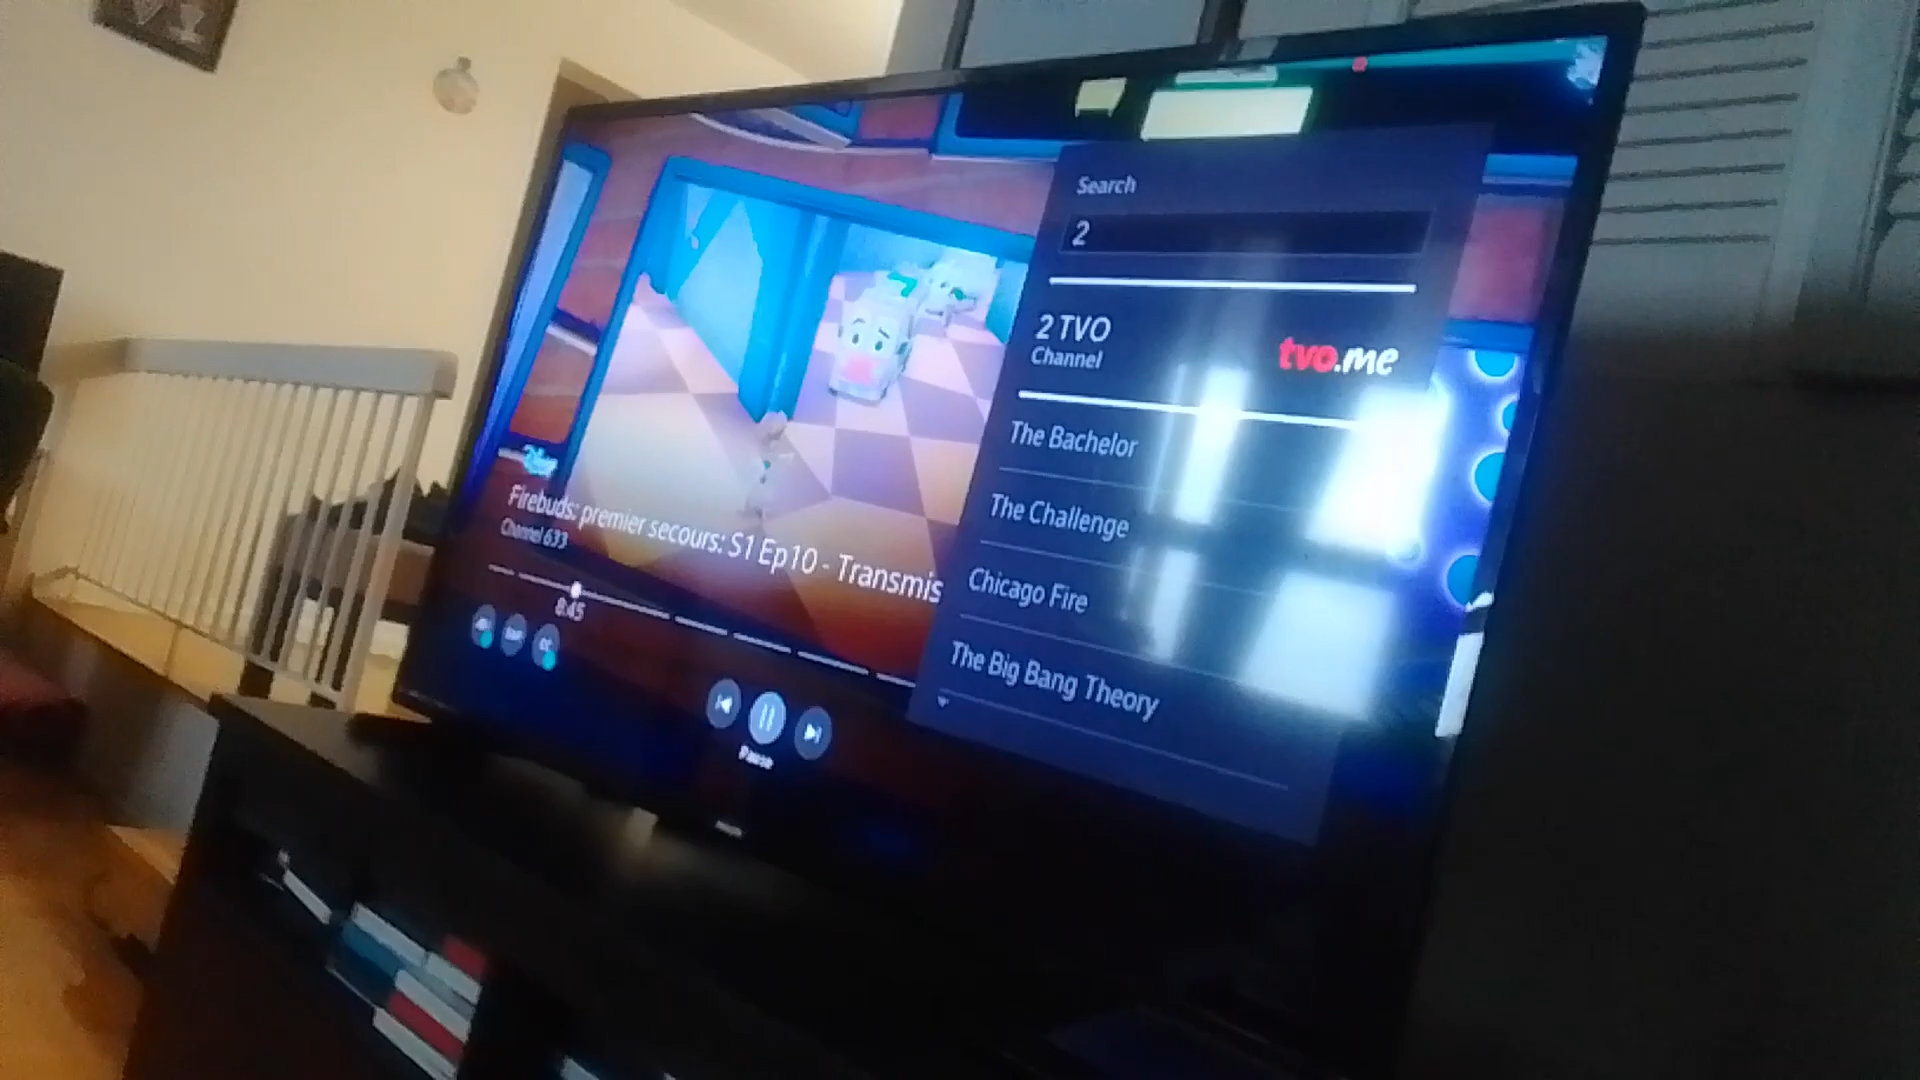 Search
2
2 TVO
Channel
tvo.me
The Bachelor
The Challenge
Chicago Fire
The Big Bang Theory
Firebuds: premier secours: S1 Ep10 - Transmis
Channel 633
8:45
CC
Pause